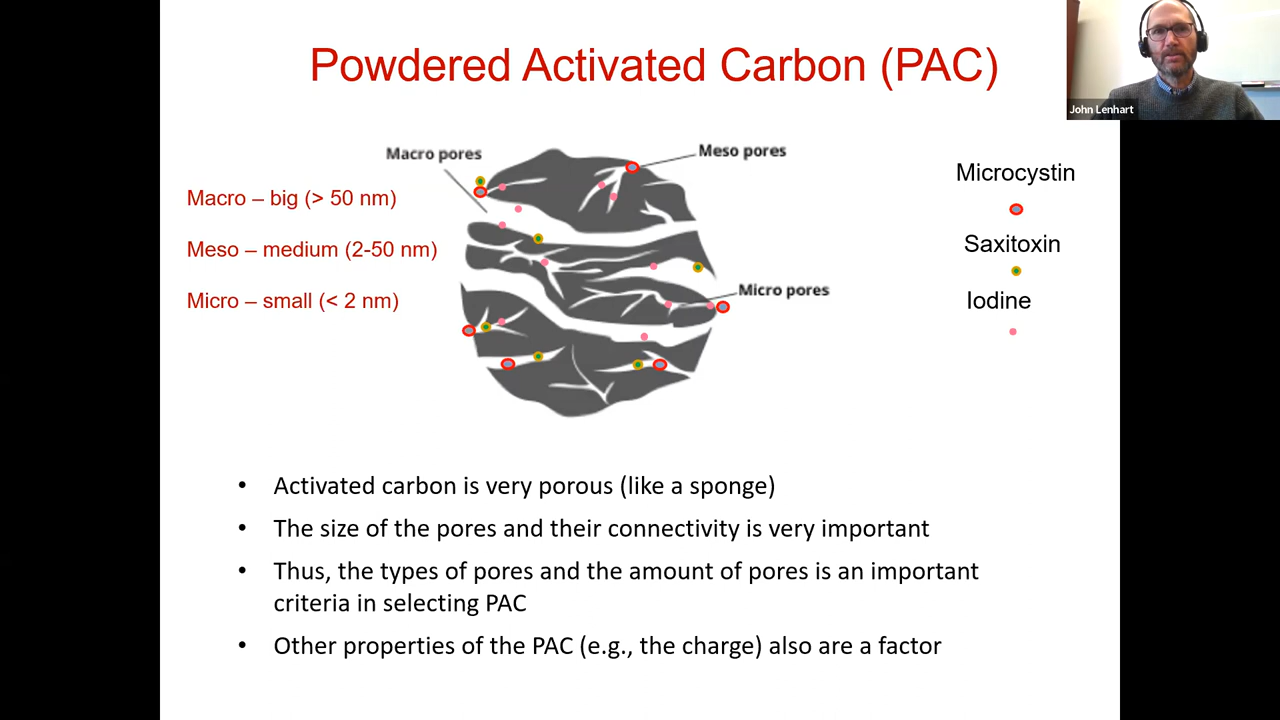 Powdered Activated Carbon (PAC)
John Lenhart
Macro pores
Meso pores
Macro – big (> 50 nm)
Meso – medium (2-50 nm)
Micro – small (< 2 nm)
Micro pores
Microcystin
Saxitoxin
Iodine
• Activated carbon is very porous (like a sponge)
• The size of the pores and their connectivity is very important
• Thus, the types of pores and the amount of pores is an important
criteria in selecting PAC
• Other properties of the PAC (e.g., the charge) also are a factor